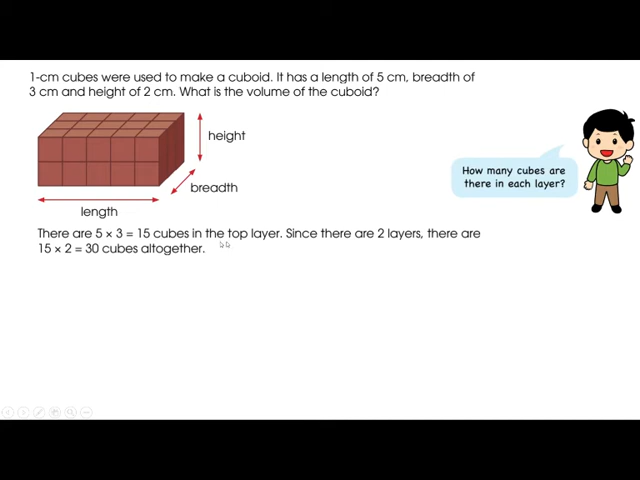 1-cm cubes were used to make a cuboid. It has a length of 5 cm, breadth of
3 cm and height of 2 cm. What is the volume of the cuboid?
height
How many cubes are
there in each layer?
breadth
length
There are 5 × 3 = 15 cubes in the top layer. Since there are 2 layers, there are
15 × 2 = 30 cubes altogether.